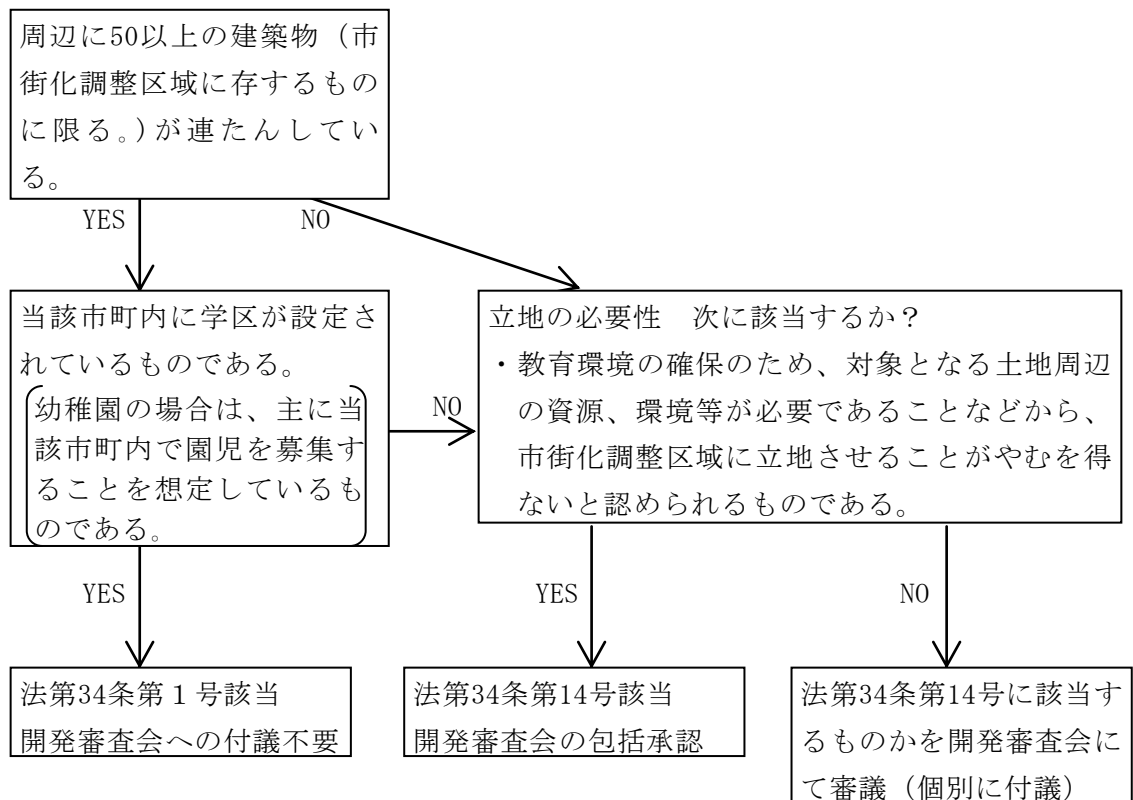 周辺に50以上の建築物（市
街化調整区域に存するもの
に限る。）が連たんしてい
る。
YES
NO
当該市町内に学区が設定さ
れているものである。
幼稚園の場合は、主に当
該市町内で園児を募集す
ることを想定しているも
のである。
NO
立地の必要性　次に該当するか？
・教育環境の確保のため、対象となる土地周辺
の資源、環境等が必要であることなどから、
市街化調整区域に立地させることがやむを得
ないと認められるものである。
YES
YES
NO
法第34条第１号該当
開発審査会への付議不要
法第34条第14号該当
開発審査会の包括承認
法第34条第14号に該当す
るものかを開発審査会に
て審議（個別に付議）